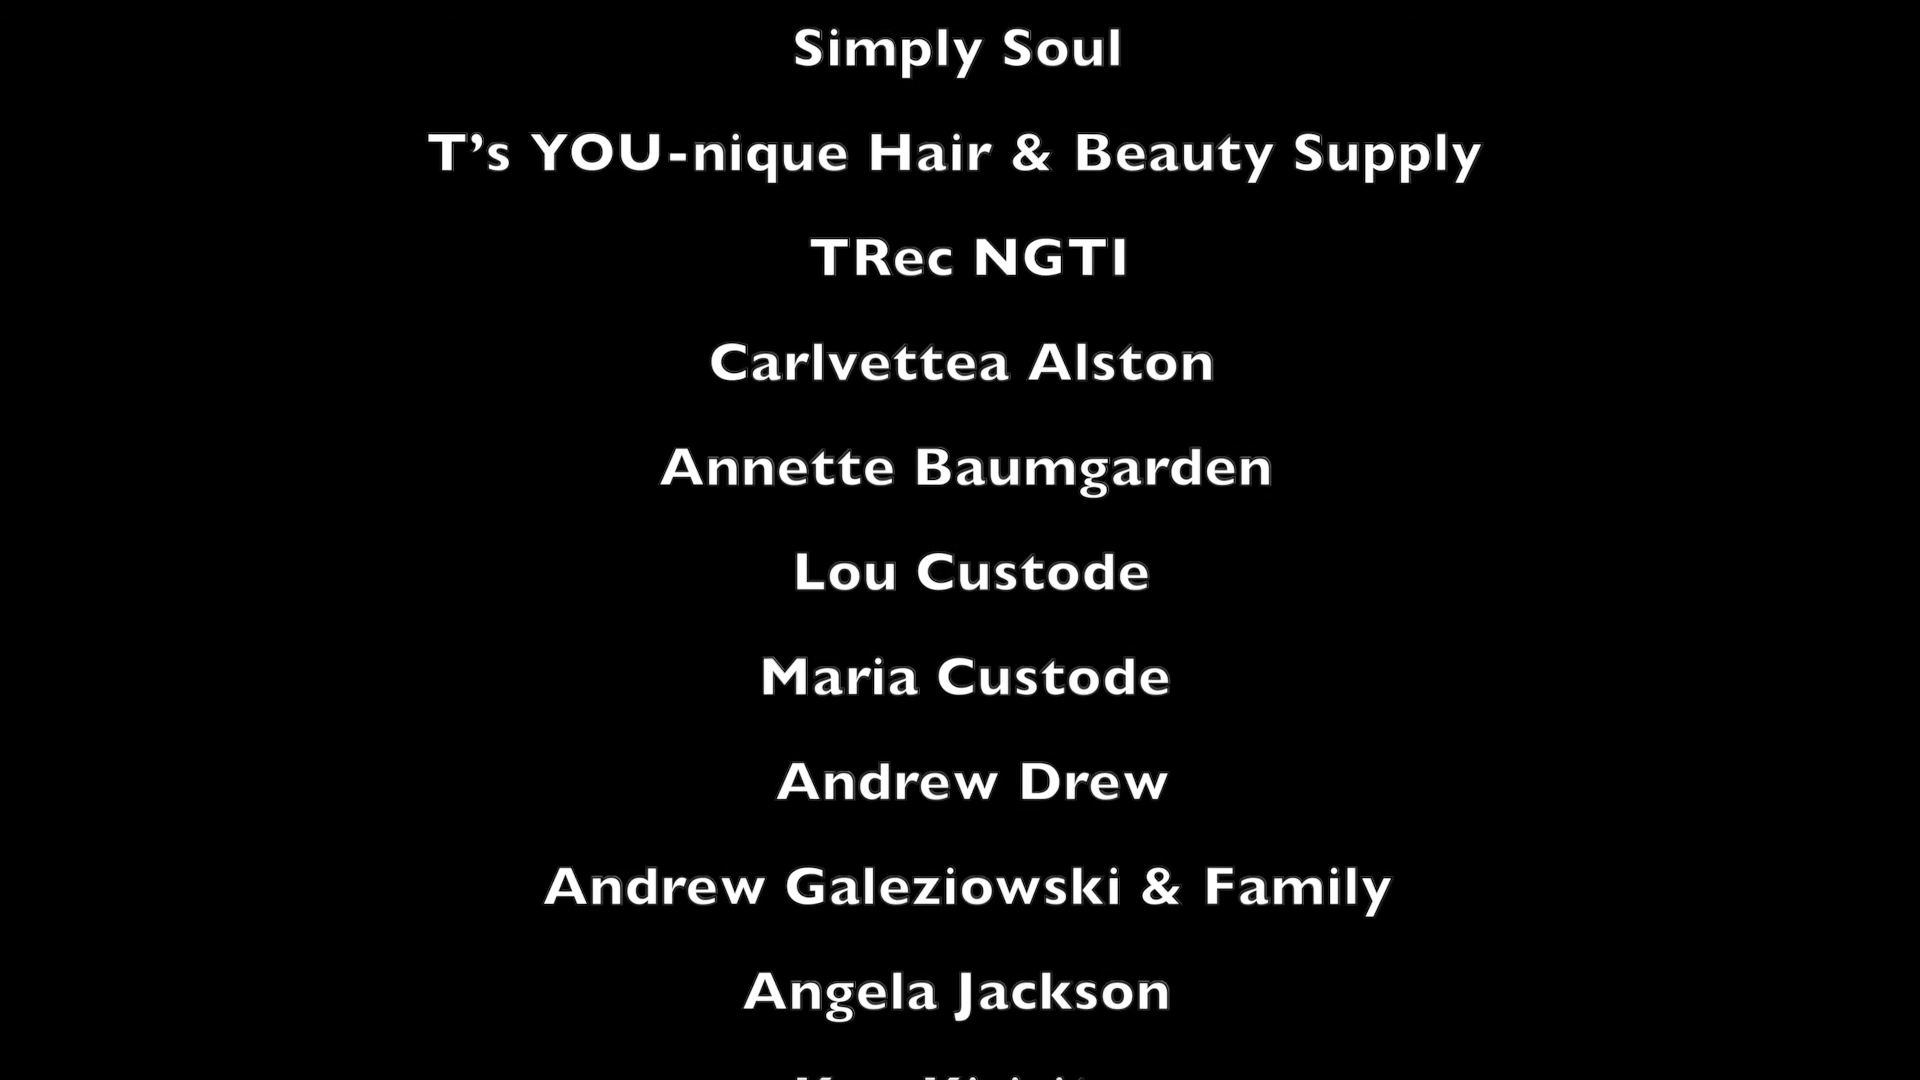 Simply Soul
T’s YOU-nique Hair & Beauty Supply
TRec NGTI
Carlvettea Alston
Annette Baumgarden
Lou Custode
Maria Custode
Andrew Drew
Andrew Galeziowski & Family
Angela Jackson